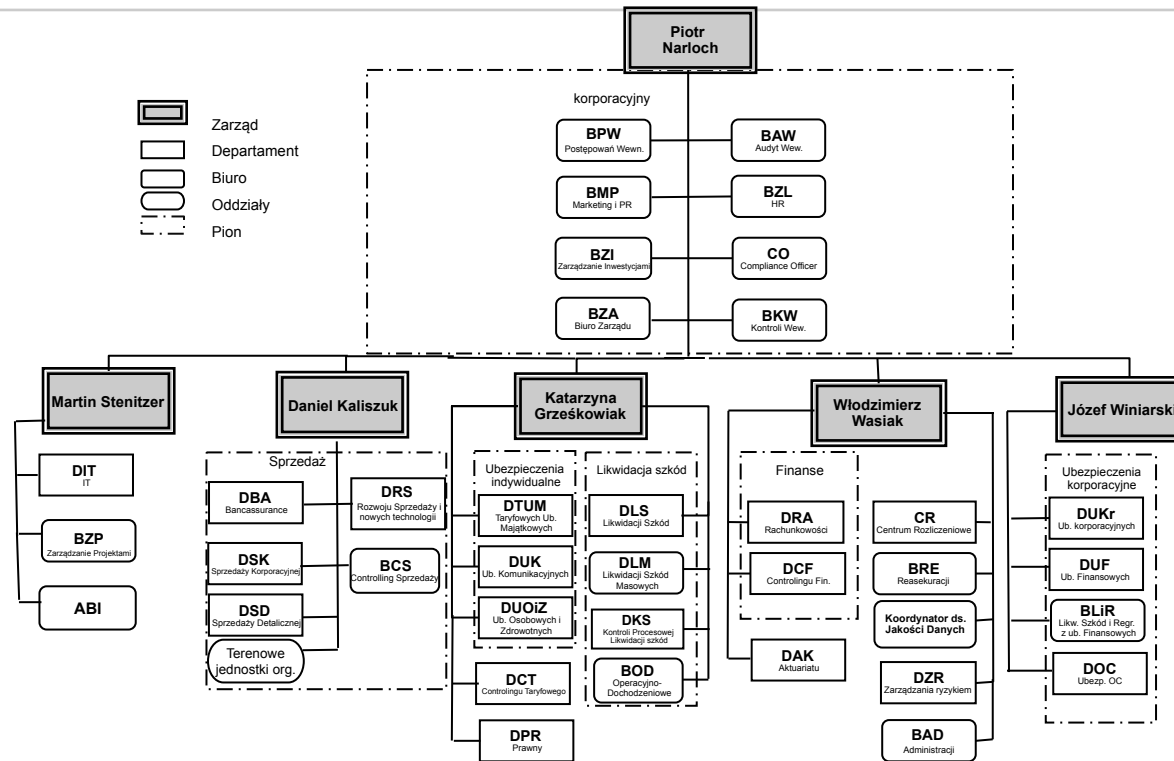 Piotr
Narloch
korporacyjny
Zarząd
Departament
Biuro
Oddziały
Pion
BPW
Postępowań Wewn.
BAW
Audyt Wew.
BMP
Marketing i PR
BZL
HR
BZI
Zarządzanie Inwestycjami
CO
Compliance Officer
BZA
Biuro Zarządu
BKW
Kontroli Wew.
Martin Stenitzer
Daniel Kaliszuk
Katarzyna
Grześkowiak
Włodzimierz
Wasiak
Józef Winiarski
DIT
IT
BZP
Zarządzanie Projektami
ABI
Sprzedaż
DBA
Bancassurance
DRS
Rozwoju Sprzedaży i
nowych technologii
DSK
Sprzedaży Korporacyjnej
BCS
Controlling Sprzedaży
DSD
Sprzedaży Detalicznej
Terenowe
jednostki org.
Ubezpieczenia
indywidualne
DTUM
Taryfowych Ub.
Majątkowych
DUK
Ub. Komunikacyjnych
DUOiZ
Ub. Osobowych i
Zdrowotnych
DCT
Controlingu Taryfowego
DPR
Prawny
Likwidacja szkód
DLS
Likwidacji Szkód
DLM
Likwidacji Szkód
Masowych
DKS
Kontroli Procesowej
Likwidacji szkód
BOD
Operacyjno-
Dochodzeniowe
Finanse
DRA
Rachunkowości
DCF
Controlingu Fin.
DAK
Aktuariatu
CR
Centrum Rozliczeniowe
BRE
Reasekuracji
Koordynator ds.
Jakości Danych
DZR
Zarządzania ryzykiem
BAD
Administracji
Ubezpieczenia
korporacyjne
DUKr
Ub. korporacyjnych
DUF
Ub. Finansowych
BLiR
Likw. Szkód i Regr.
z ub. Finansowych
DOC
Ubezp. OC